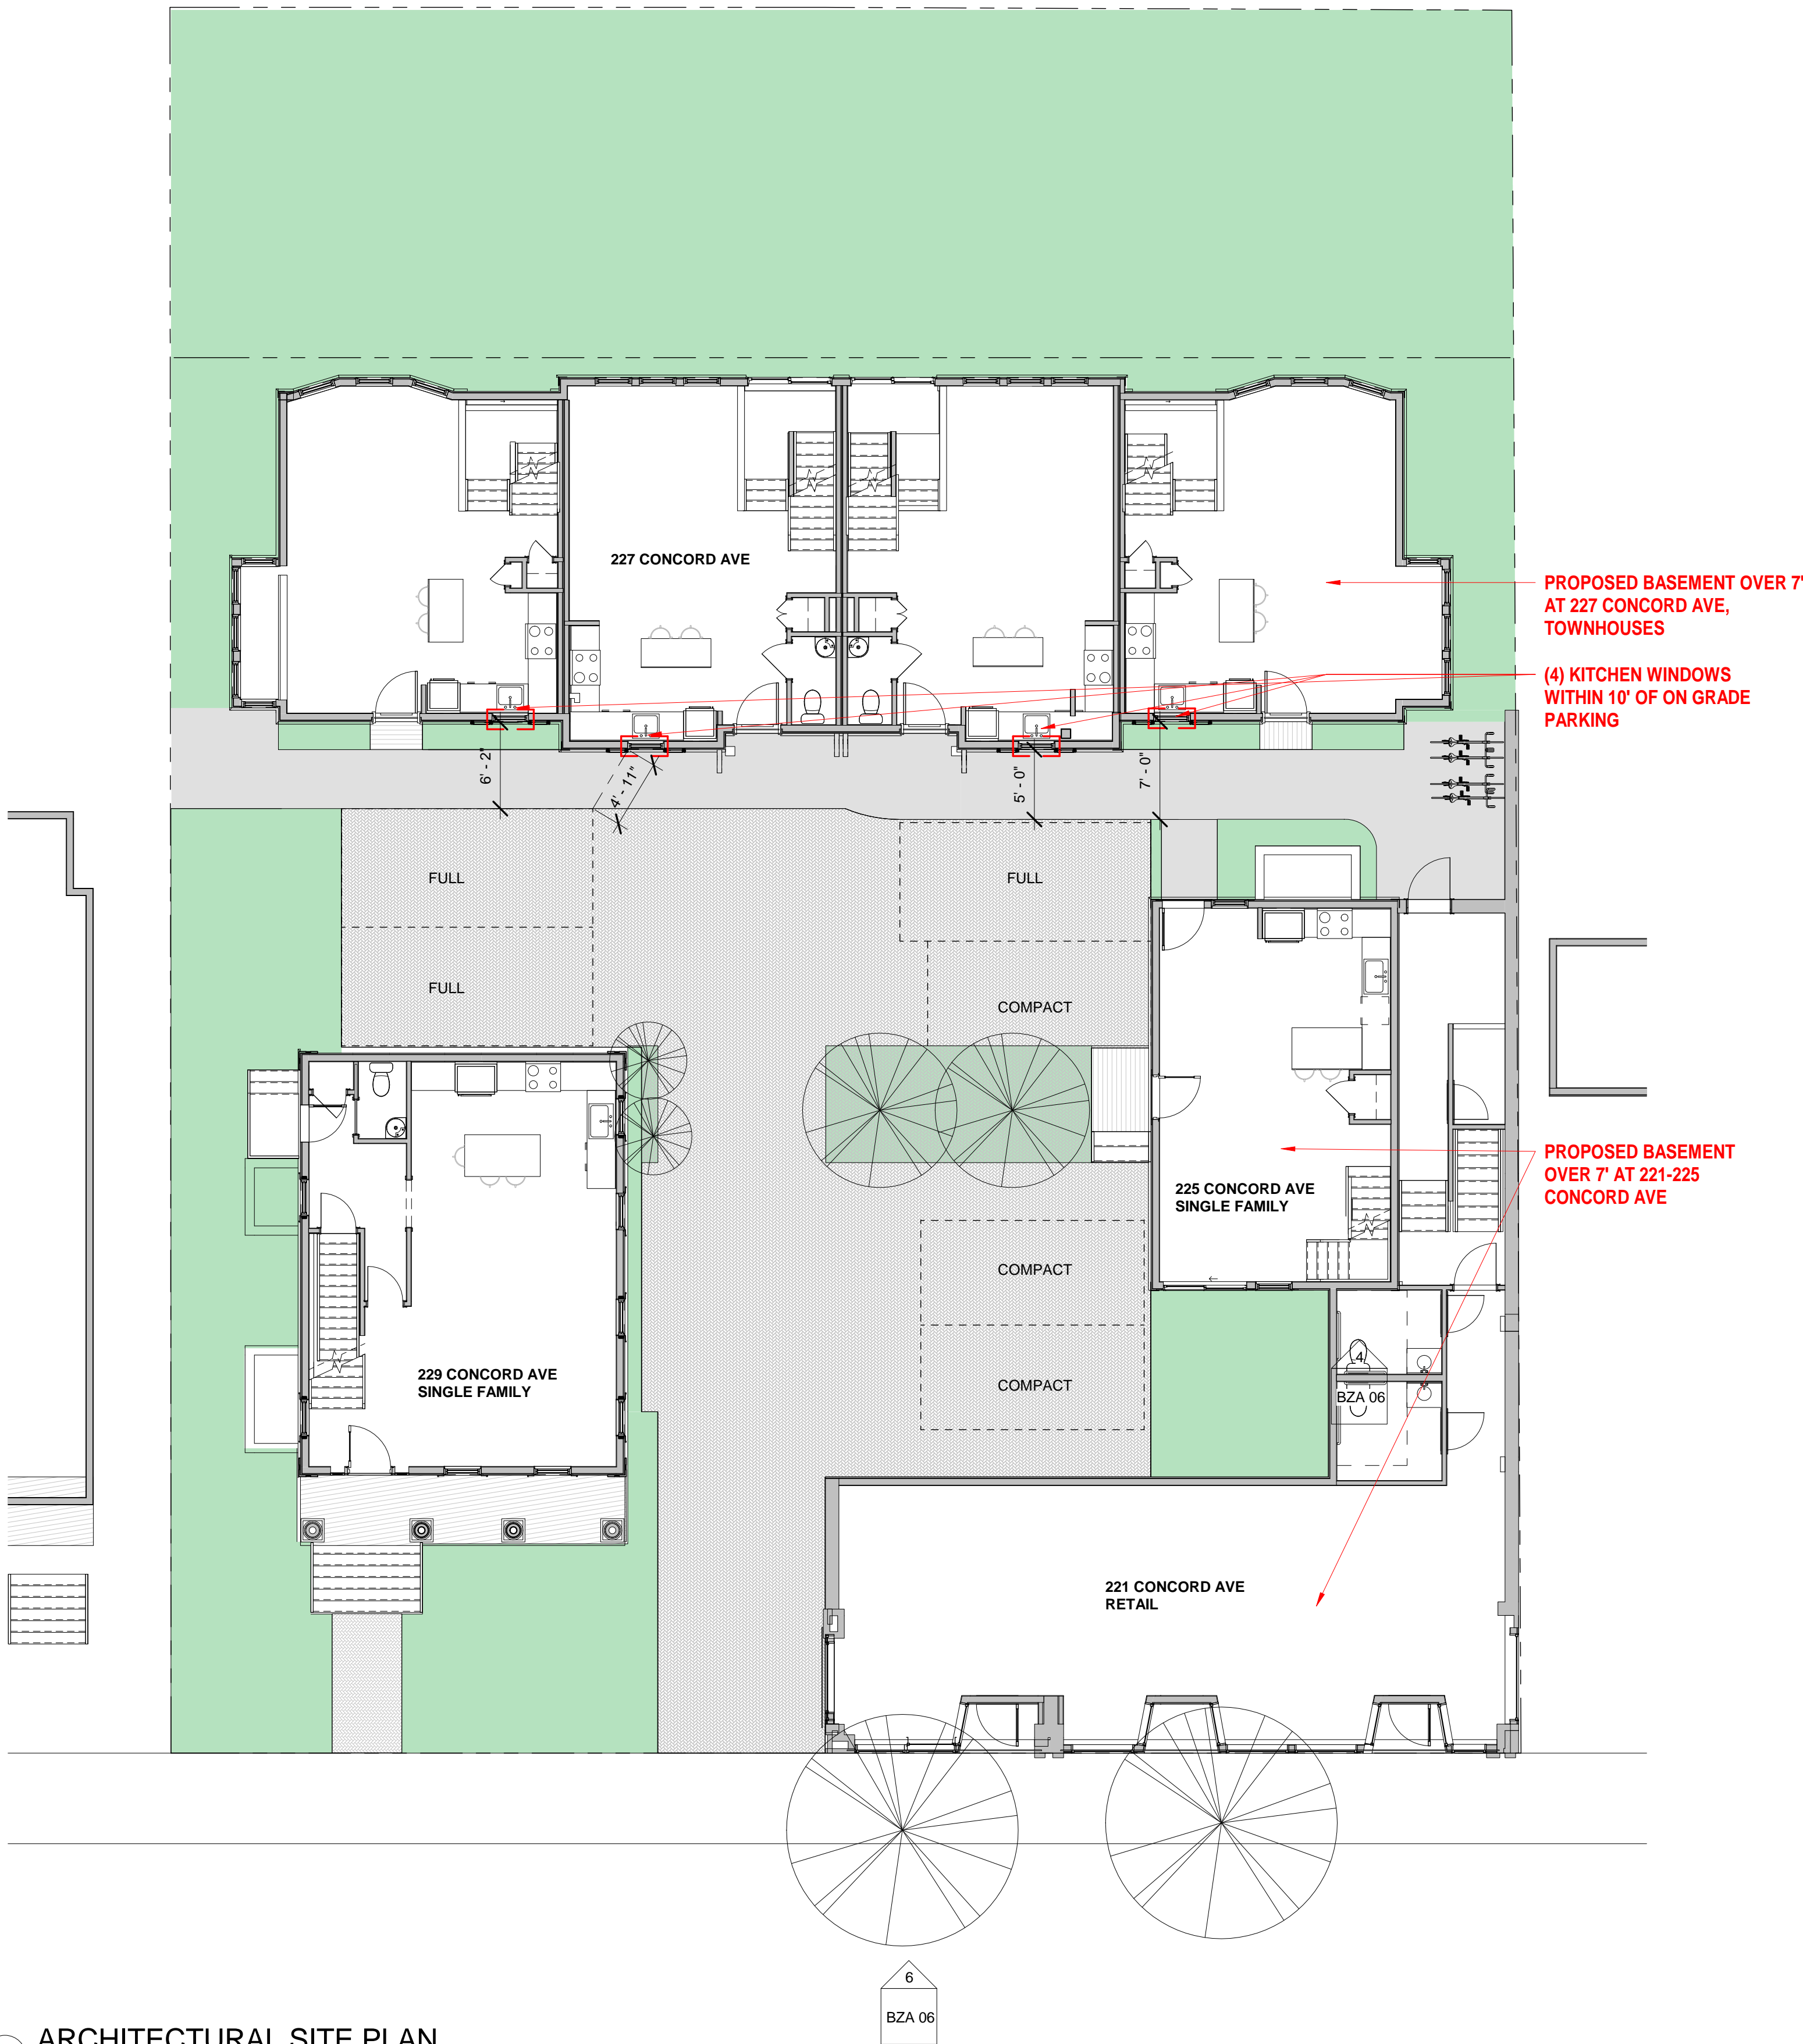 227 CONCORD AVE
PROPOSED BASEMENT OVER 7'
AT 227 CONCORD AVE,
TOWNHOUSES
(4) KITCHEN WINDOWS
WITHIN 10' OF ON GRADE
PARKING
6' - 2"
4' - 11"
5' - 0"
7' - 0"
FULL
FULL
FULL
COMPACT
PROPOSED BASEMENT
OVER 7' AT 221-225
CONCORD AVE
225 CONCORD AVE
SINGLE FAMILY
COMPACT
229 CONCORD AVE
SINGLE FAMILY
COMPACT
4
BZA 06
221 CONCORD AVE
RETAIL
6
BZA 06
ARCHITECTURAL SITE PLAN